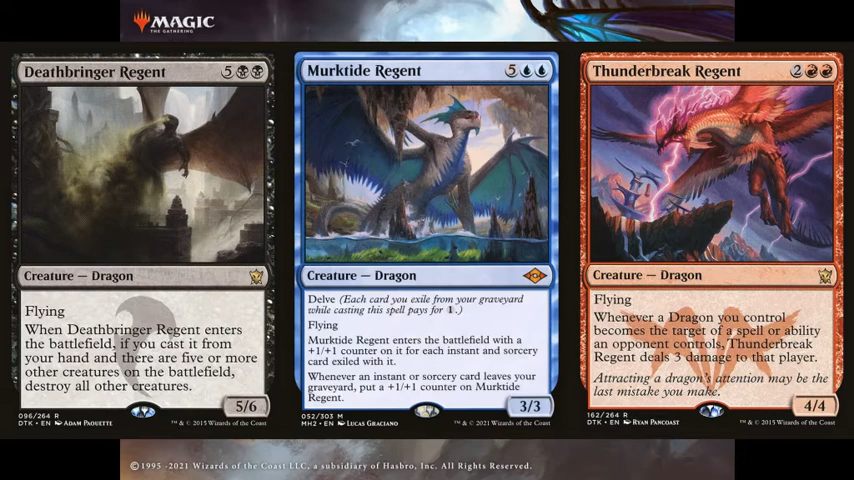 MAGIC
THE GATHERING
Deathbringer Regent 5
Creature — Dragon
Flying
When Deathbringer Regent enters
the battlefield, if you cast it from
your hand and there are five or more
other creatures on the battlefield,
destroy all other creatures.
5/6
096/264 R
DTK • EN ADAM PAQUETTE
™ & © 2015 Wizards of the Coast
Murktide Regent 5
Creature — Dragon
Delve (Each card you exile from your graveyard
while casting this spell pays for 1.)
Flying
Murktide Regent enters the battlefield with a
+1/+1 counter on it for each instant and sorcery
card exiled with it.
Whenever an instant or sorcery card leaves your
graveyard, put a +1/+1 counter on Murktide
Regent.
3/3
052/303 M
MH2 • EN LUCAS GRACIANO
™ & © 2021 Wizards of the Coast
Thunderbreak Regent 2
Creature — Dragon
Flying
Whenever a Dragon you control
becomes the target of a spell or ability
an opponent controls, Thunderbreak
Regent deals 3 damage to that player.
Attracting a dragon's attention may be the
last mistake you make.
4/4
162/264 R
DTK • EN RYAN PANCOAST
™ & © 2015 Wizards of the Coast
©1995 -2021 Wizards of the Coast LLC, a subsidiary of Hasbro, Inc. All Rights Reserved.